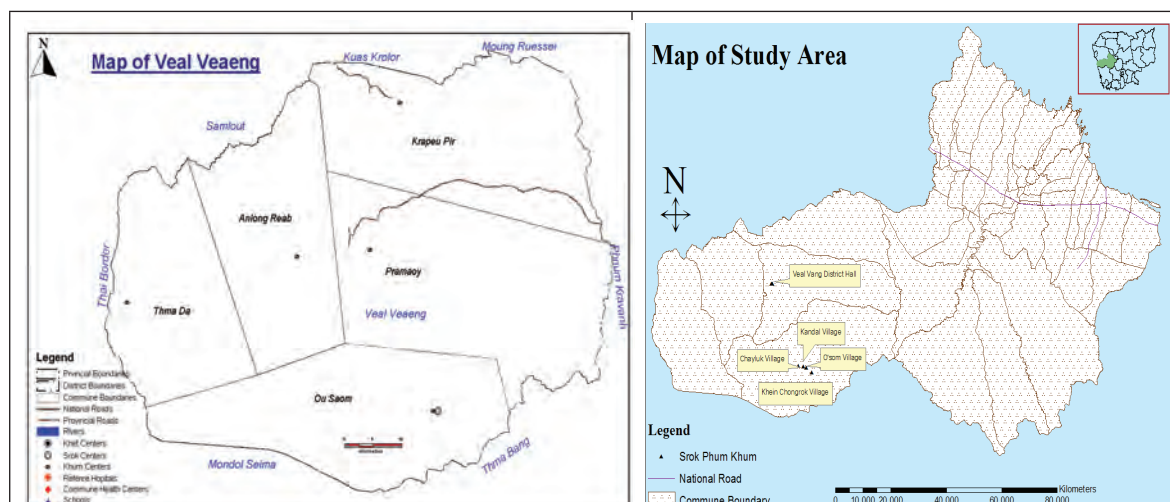 N
Map of Veal Veaeng
Kuas Krolor
Moung Ruessei
Samlout
Krapeu Pir
Anlong Reab
Thai Bordor
Pramaoy
Phnum Kravanh
Thma Da
Veal Veaeng
Ou Saom
Mondol Seima
Thma Bang
Legend
Provincial Boundaries
District Boundaries
Commune Boundaries
National Roads
Provincial Roads
Rivers
Khet Centers
Srok Centers
Khum Centers
Commune Health Centers
Schools
Map of Study Area
N
Veal Vang District Hall
Kandal Village
Chayluk Village
O'som Village
Khein Chongrok Village
Legend
Srok Phum Khum
National Road
Commune Boundary
Kilometers
0 10,000 20,000 40,000 60,000 80,000